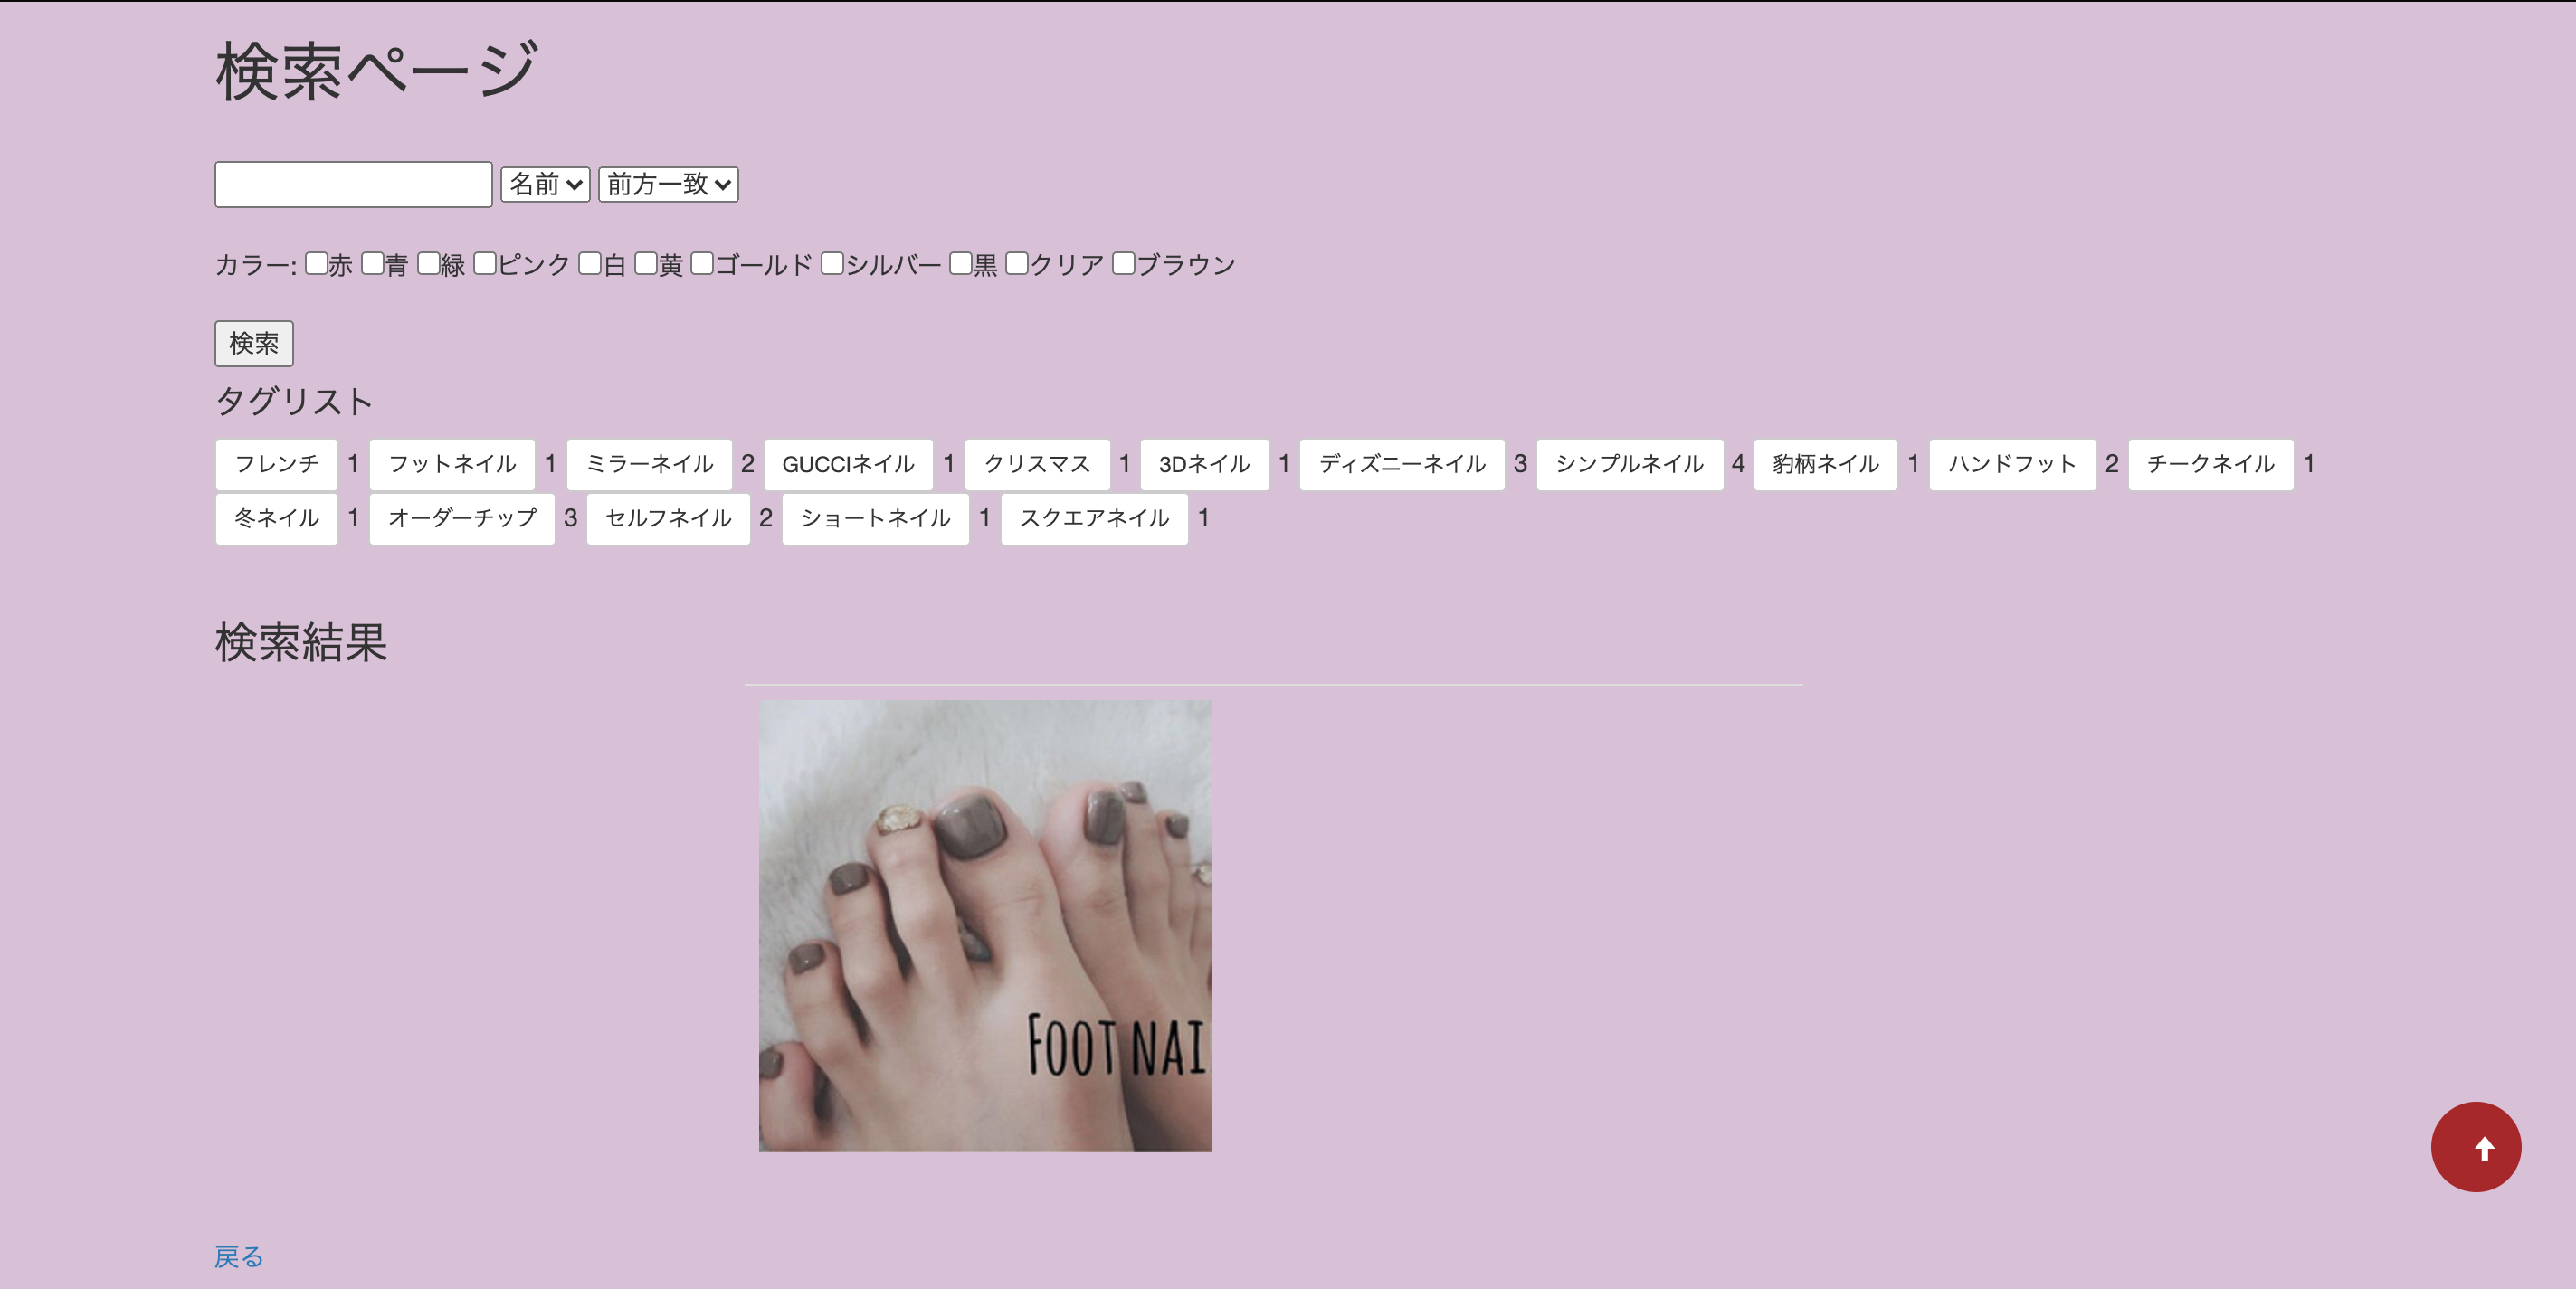 検索ページ
名前 前方一致
カラー: 赤 青 緑 ピンク 白 黄 ゴールド シルバー 黒 クリア ブラウン
検索
タグリスト
フレンチ 1 フットネイル 1 ミラーネイル 2 GUCCIネイル 1 クリスマス 1 3Dネイル 1 ディズニーネイル 3 シンプルネイル 4 豹柄ネイル 1 ハンドフット 2 チークネイル 1
冬ネイル 1 オーダーチップ 3 セルフネイル 2 ショートネイル 1 スクエアネイル 1
検索結果
FOOT NAI
戻る